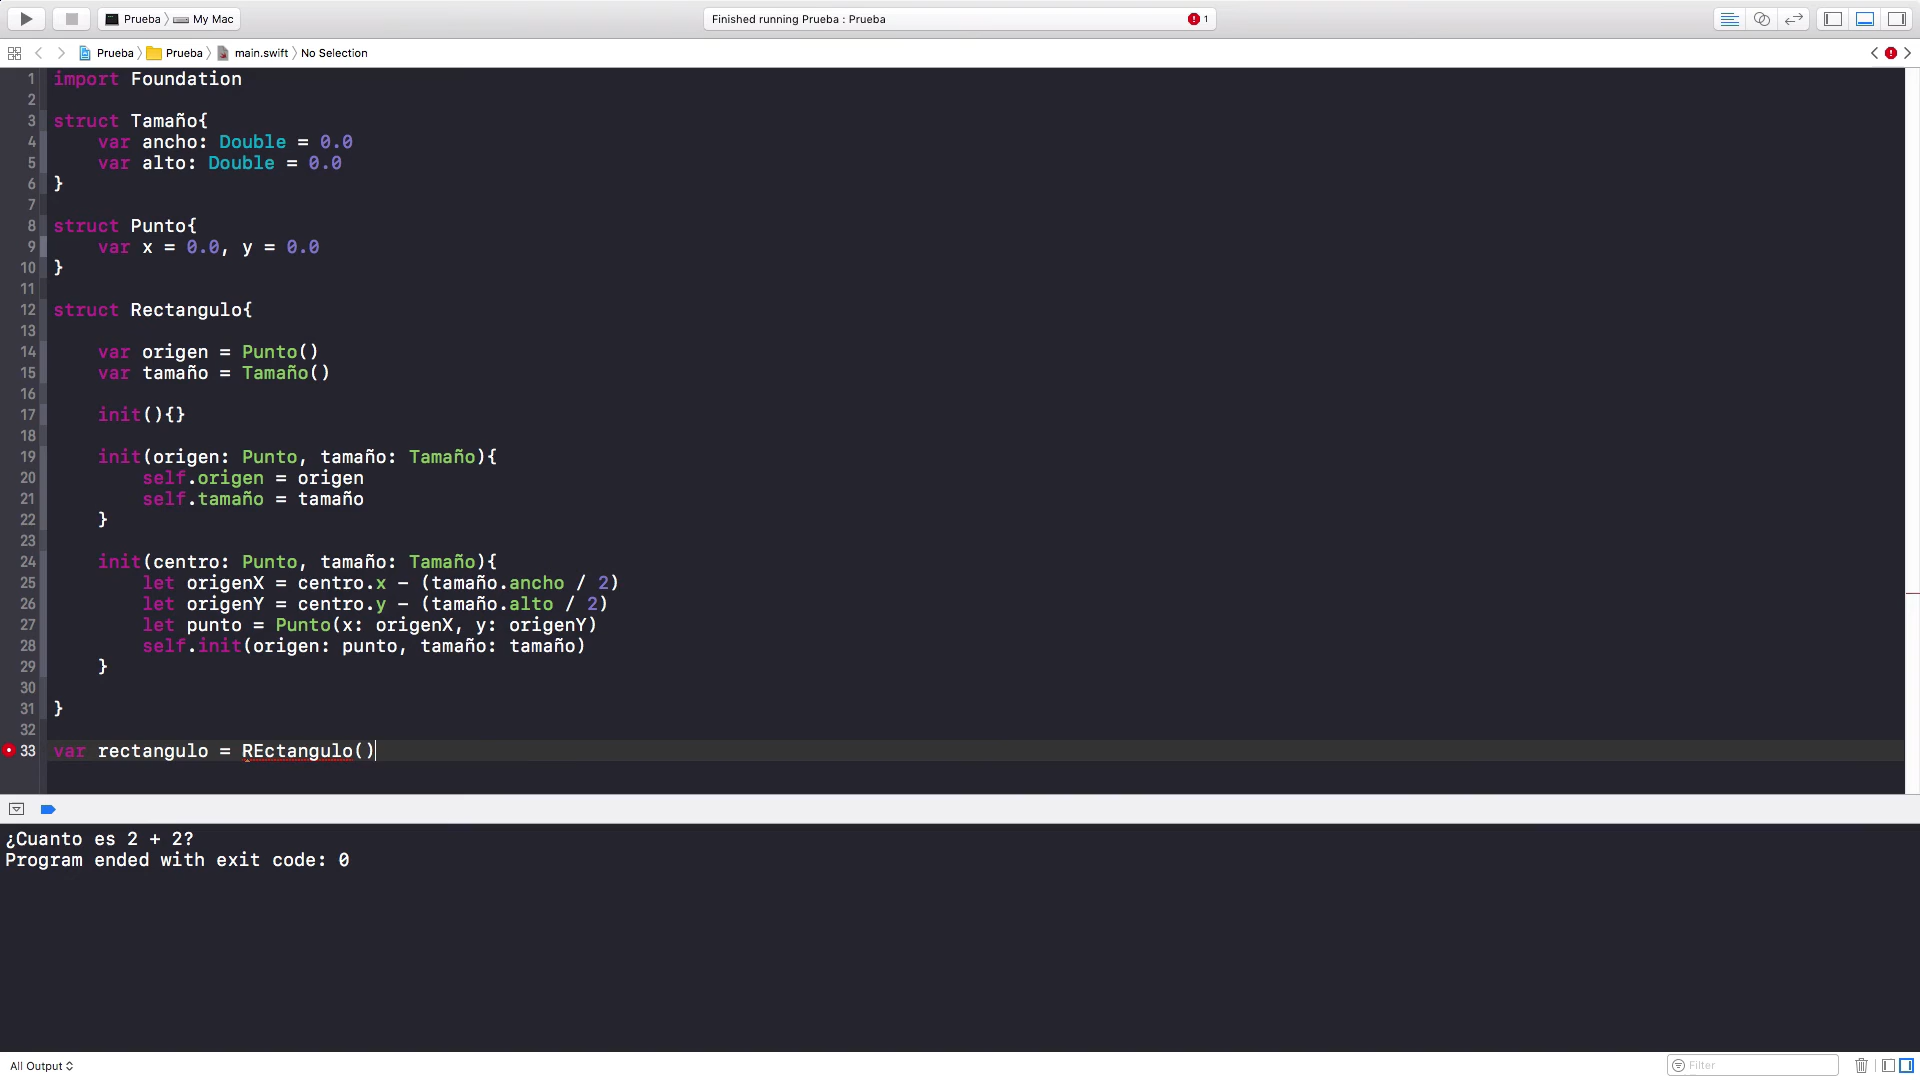 Prueba My Mac Finished running Prueba : Prueba 1
Prueba Prueba main.swift No Selection
1 import Foundation
2
3 struct Tamaño{
4 var ancho: Double = 0.0
5 var alto: Double = 0.0
6 }
7
8 struct Punto{
9 var x = 0.0, y = 0.0
10 }
11
12 struct Rectangulo{
13
14 var origen = Punto()
15 var tamaño = Tamaño()
16
17 init(){}
18
19 init(origen: Punto, tamaño: Tamaño){
20 self.origen = origen
21 self.tamaño = tamaño
22 }
23
24 init(centro: Punto, tamaño: Tamaño){
25 let origenX = centro.x - (tamaño.ancho / 2)
26 let origenY = centro.y - (tamaño.alto / 2)
27 let punto = Punto(x: origenX, y: origenY)
28 self.init(origen: punto, tamaño: tamaño)
29 }
30
31 }
32
33 var rectangulo = REctangulo()
¿Cuanto es 2 + 2?
Program ended with exit code: 0
All Output Filter